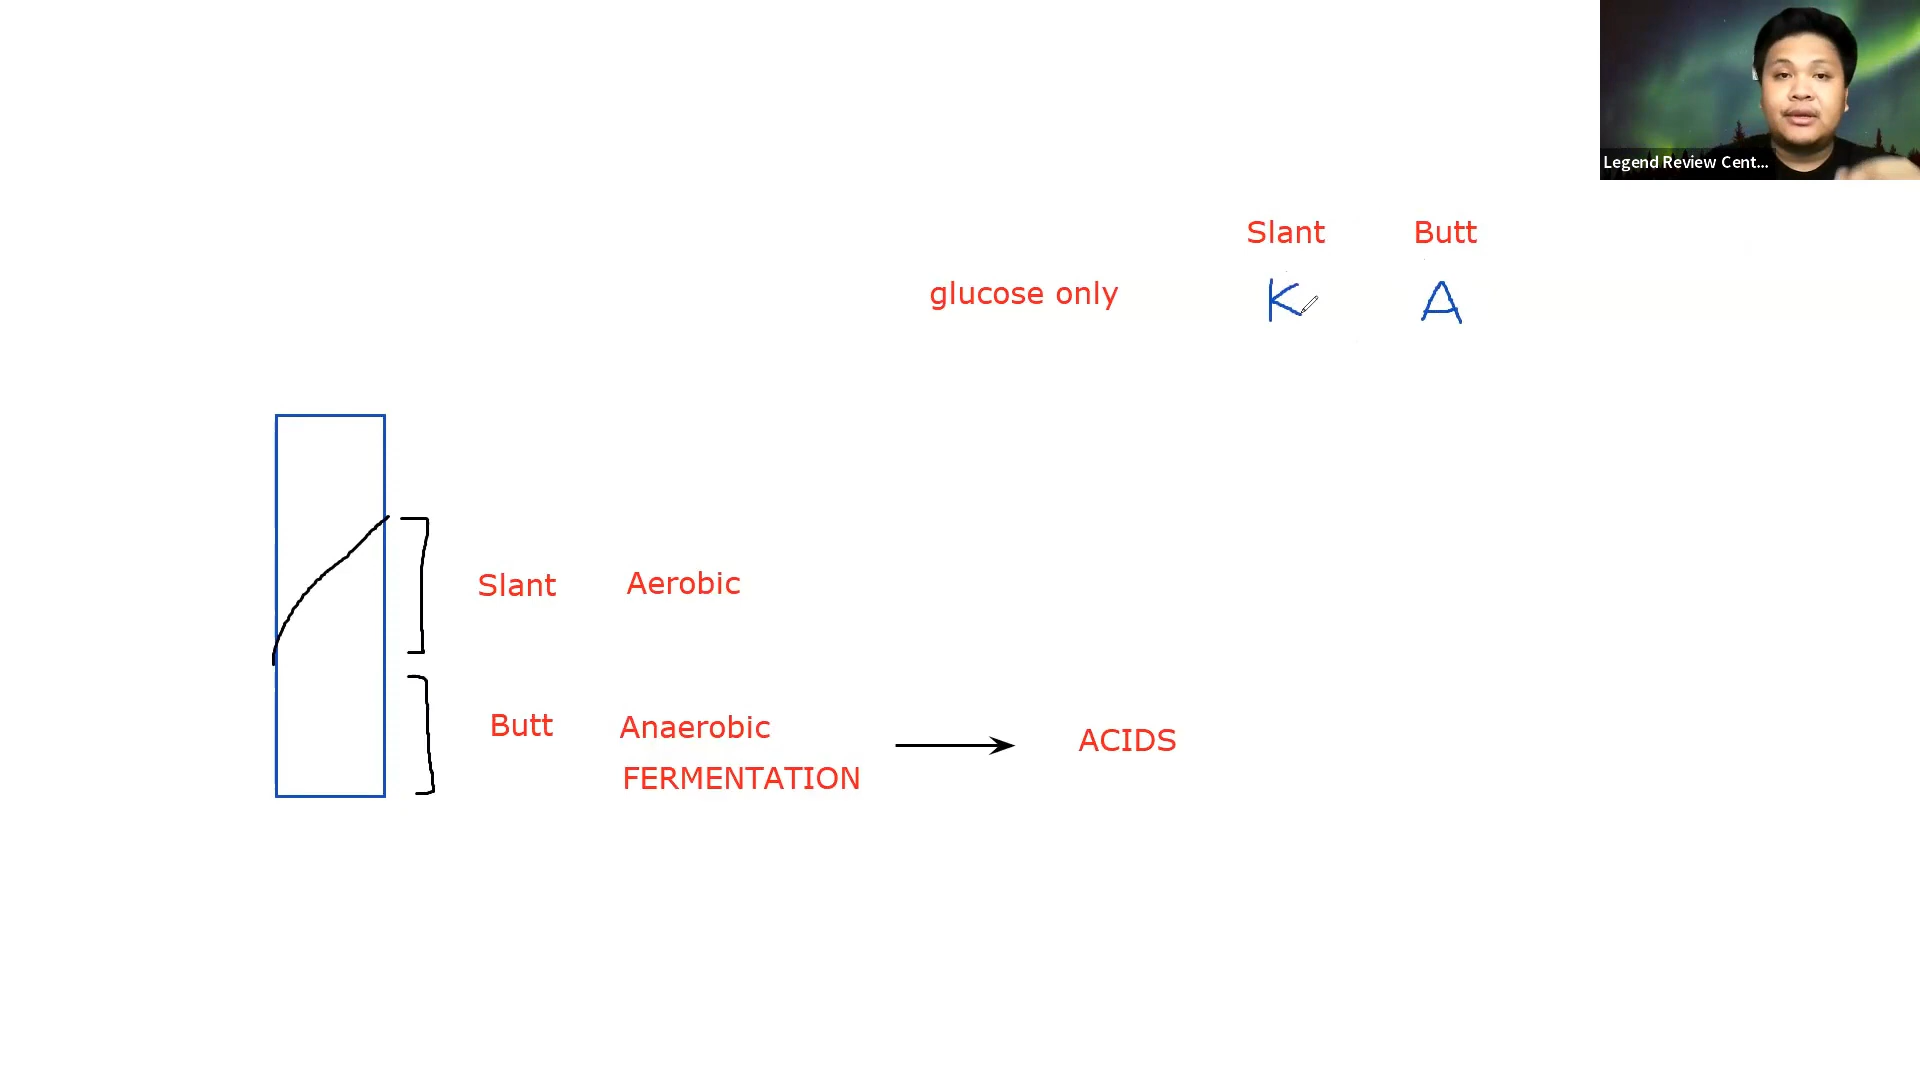 Legend Review Cent...
Slant Butt
glucose only K A
Slant Aerobic
Butt Anaerobic
FERMENTATION
ACIDS